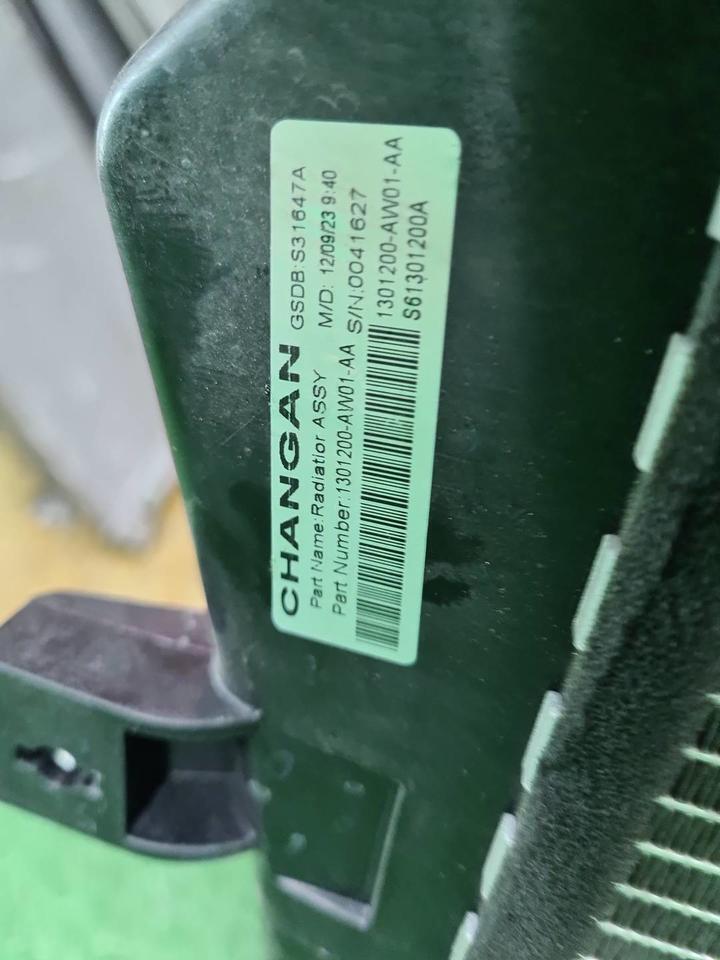 CHANGAN GSDB:S31647A
Part Name:Radiatior ASSY M/D: 12/09/23 9:40
Part Number:1301200-AW01-AA S/N:0041627
1301200-AW01-AA
S61301200A